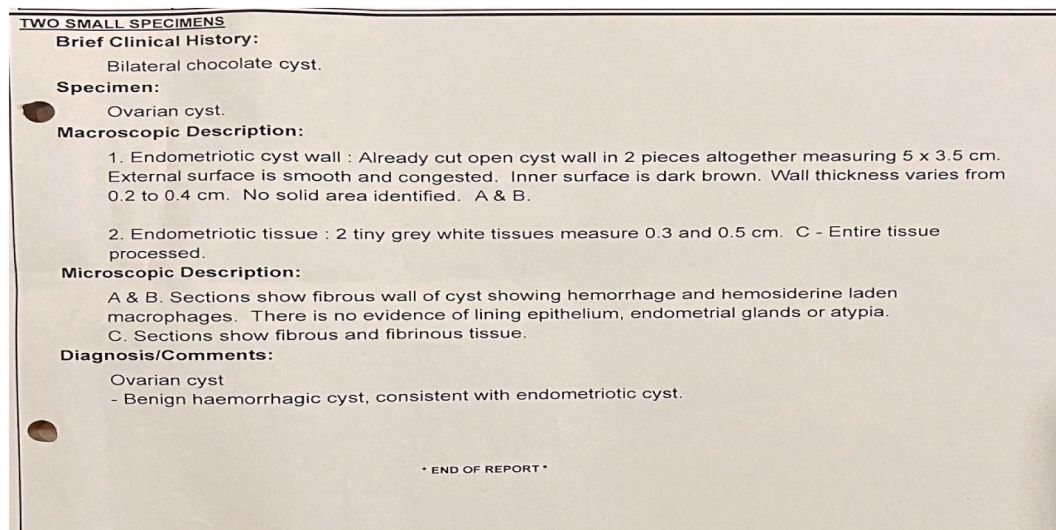 TWO SMALL SPECIMENS
Brief Clinical History:
Bilateral chocolate cyst.
Specimen:
Ovarian cyst.
Macroscopic Description:
1. Endometriotic cyst wall : Already cut open cyst wall in 2 pieces altogether measuring 5 x 3.5 cm.
External surface is smooth and congested. Inner surface is dark brown. Wall thickness varies from
0.2 to 0.4 cm. No solid area identified. A & B.
2. Endometriotic tissue : 2 tiny grey white tissues measure 0.3 and 0.5 cm. C - Entire tissue
processed.
Microscopic Description:
A & B. Sections show fibrous wall of cyst showing hemorrhage and hemosiderine laden
macrophages. There is no evidence of lining epithelium, endometrial glands or atypia.
C. Sections show fibrous and fibrinous tissue.
Diagnosis/Comments:
Ovarian cyst
- Benign haemorrhagic cyst, consistent with endometriotic cyst.
* END OF REPORT *